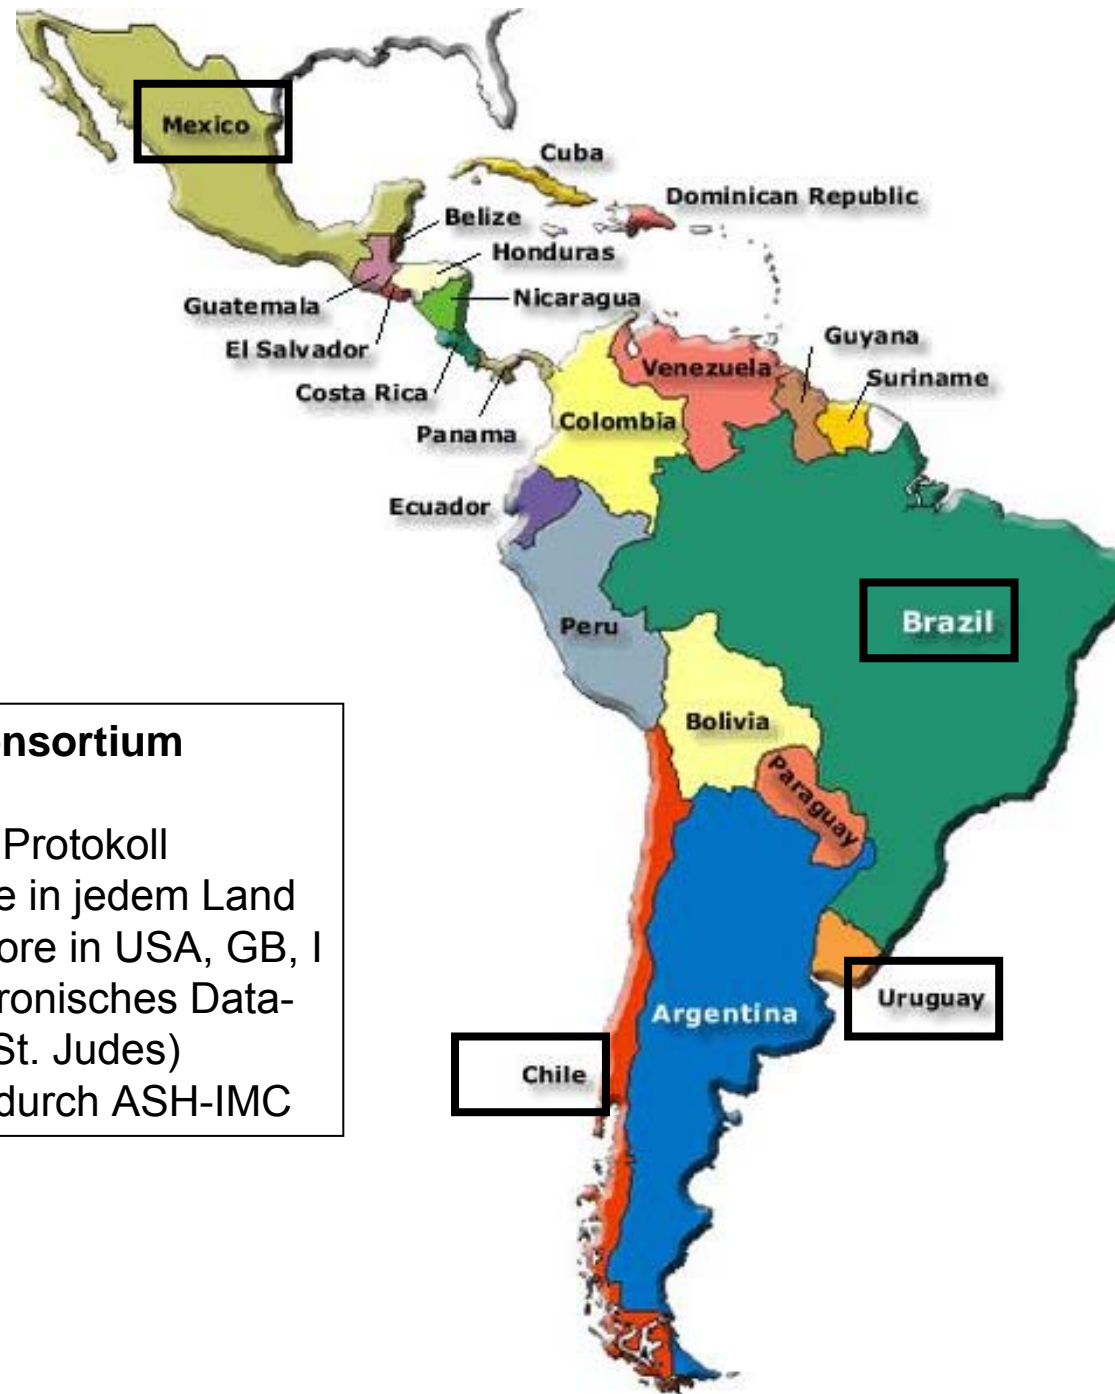 Mexico
Cuba
Dominican Republic
Belize
Honduras
Guatemala
Nicaragua
El Salvador
Guyana
Venezuela
Suriname
Costa Rica
Colombia
Panama
Ecuador
Peru
Brazil
Bolivia
Paraguay
Argentina
Uruguay
Chile
nsortium
Protokoll
e in jedem Land
ore in USA, GB, I
ronisches Data-
St. Judes)
durch ASH-IMC